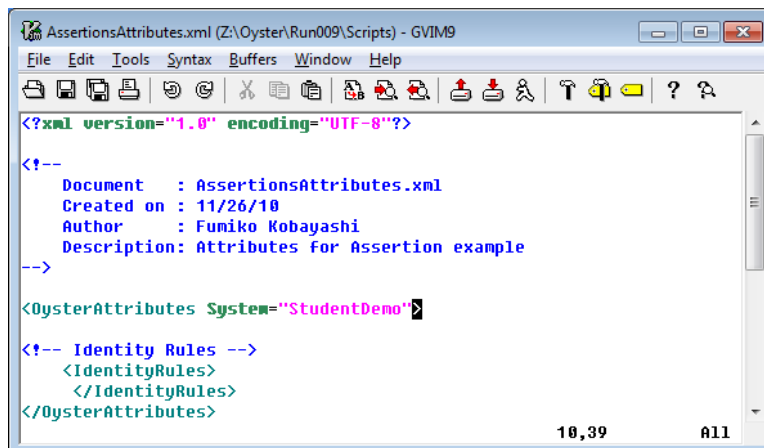 AssertionsAttributes.xml (Z:\Oyster\Run009\Scripts) - GVIM9
File Edit Tools Syntax Buffers Window Help
<?xml version="1.0" encoding="UTF-8"?>
<!--
Document : AssertionsAttributes.xml
Created on : 11/26/10
Author : Fumiko Kobayashi
Description: Attributes for Assertion example
-->
<OysterAttributes System="StudentDemo">
<!-- Identity Rules -->
<IdentityRules>
</IdentityRules>
</OysterAttributes>
10,39 All